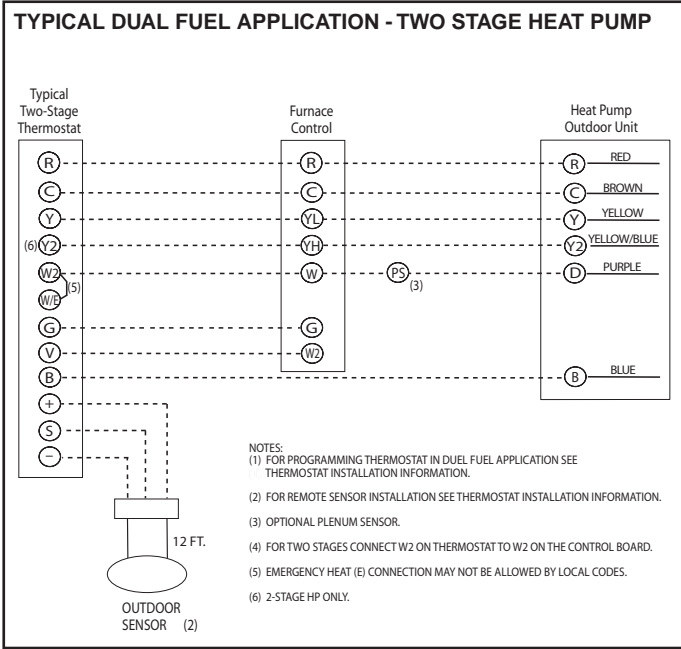 TYPICAL DUAL FUEL APPLICATION - TWO STAGE HEAT PUMP
Typical
Two-Stage
Thermostat
Furnace
Control
Heat Pump
Outdoor Unit
R R R RED
C C C BROWN
Y YL Y YELLOW
(6) Y2 YH Y2 YELLOW/BLUE
W2 W PS D PURPLE
(5) (3)
W/E
G G
V W2
B B BLUE
+
S
−
12 FT.
OUTDOOR
SENSOR (2)
NOTES:
(1) FOR PROGRAMMING THERMOSTAT IN DUEL FUEL APPLICATION SEE
THERMOSTAT INSTALLATION INFORMATION.
(2) FOR REMOTE SENSOR INSTALLATION SEE THERMOSTAT INSTALLATION INFORMATION.
(3) OPTIONAL PLENUM SENSOR.
(4) FOR TWO STAGES CONNECT W2 ON THERMOSTAT TO W2 ON THE CONTROL BOARD.
(5) EMERGENCY HEAT (E) CONNECTION MAY NOT BE ALLOWED BY LOCAL CODES.
(6) 2-STAGE HP ONLY.